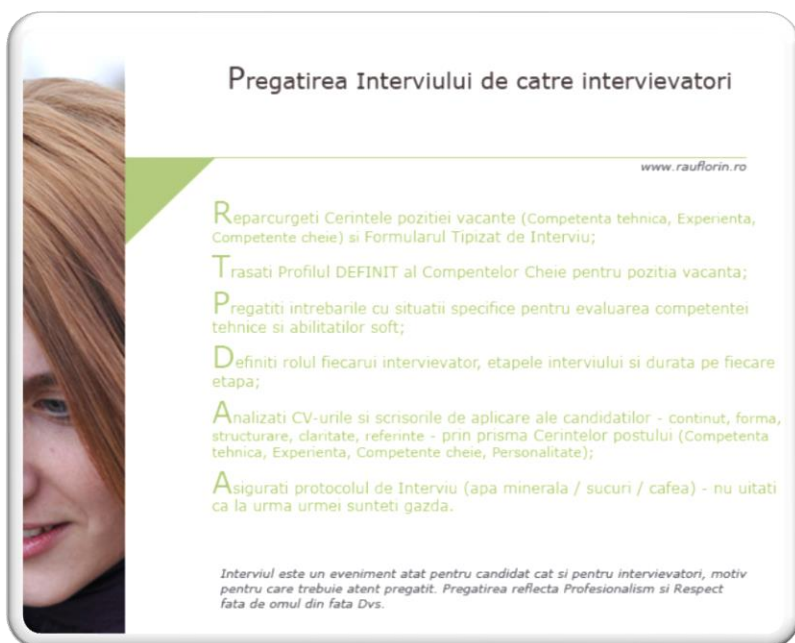 Pregatirea Interviului de catre intervievatori
www.rauflorin.ro
Reparcurgeti Cerintele pozitiei vacante (Competenta tehnica, Experienta,
Competente cheie) si Formularul Tipizat de Interviu;
Trasati Profilul DEFINIT al Compentelor Cheie pentru pozitia vacanta;
Pregatiti intrebarile cu situatii specifice pentru evaluarea competentei
tehnice si abilitatilor soft;
Definiti rolul fiecarui intervievator, etapele interviului si durata pe fiecare
etapa;
Analizati CV-urile si scrisorile de aplicare ale candidatilor - continut, forma,
structurare, claritate, referinte - prin prisma Cerintelor postului (Competenta
tehnica, Experienta, Competente cheie, Personalitate);
Asigurati protocolul de Interviu (apa minerala / sucuri / cafea) - nu uitati
ca la urma urmei sunteti gazda.
Interviul este un eveniment atat pentru candidat cat si pentru intervievatori, motiv
pentru care trebuie atent pregatit. Pregatirea reflecta Profesionalism si Respect
fata de omul din fata Dvs.